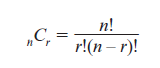 nCr = n! / r!(n – r)!